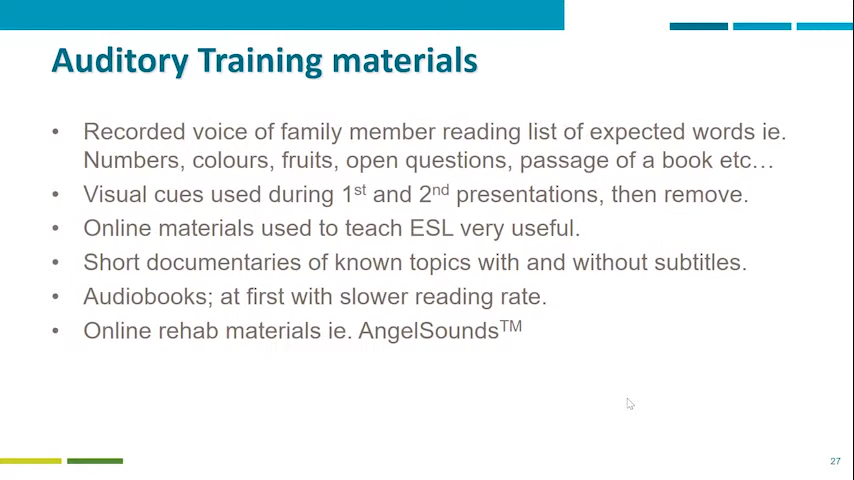 Auditory Training materials
• Recorded voice of family member reading list of expected words ie.
Numbers, colours, fruits, open questions, passage of a book etc…
• Visual cues used during 1st and 2nd presentations, then remove.
• Online materials used to teach ESL very useful.
• Short documentaries of known topics with and without subtitles.
• Audiobooks; at first with slower reading rate.
• Online rehab materials ie. AngelSoundsTM
27